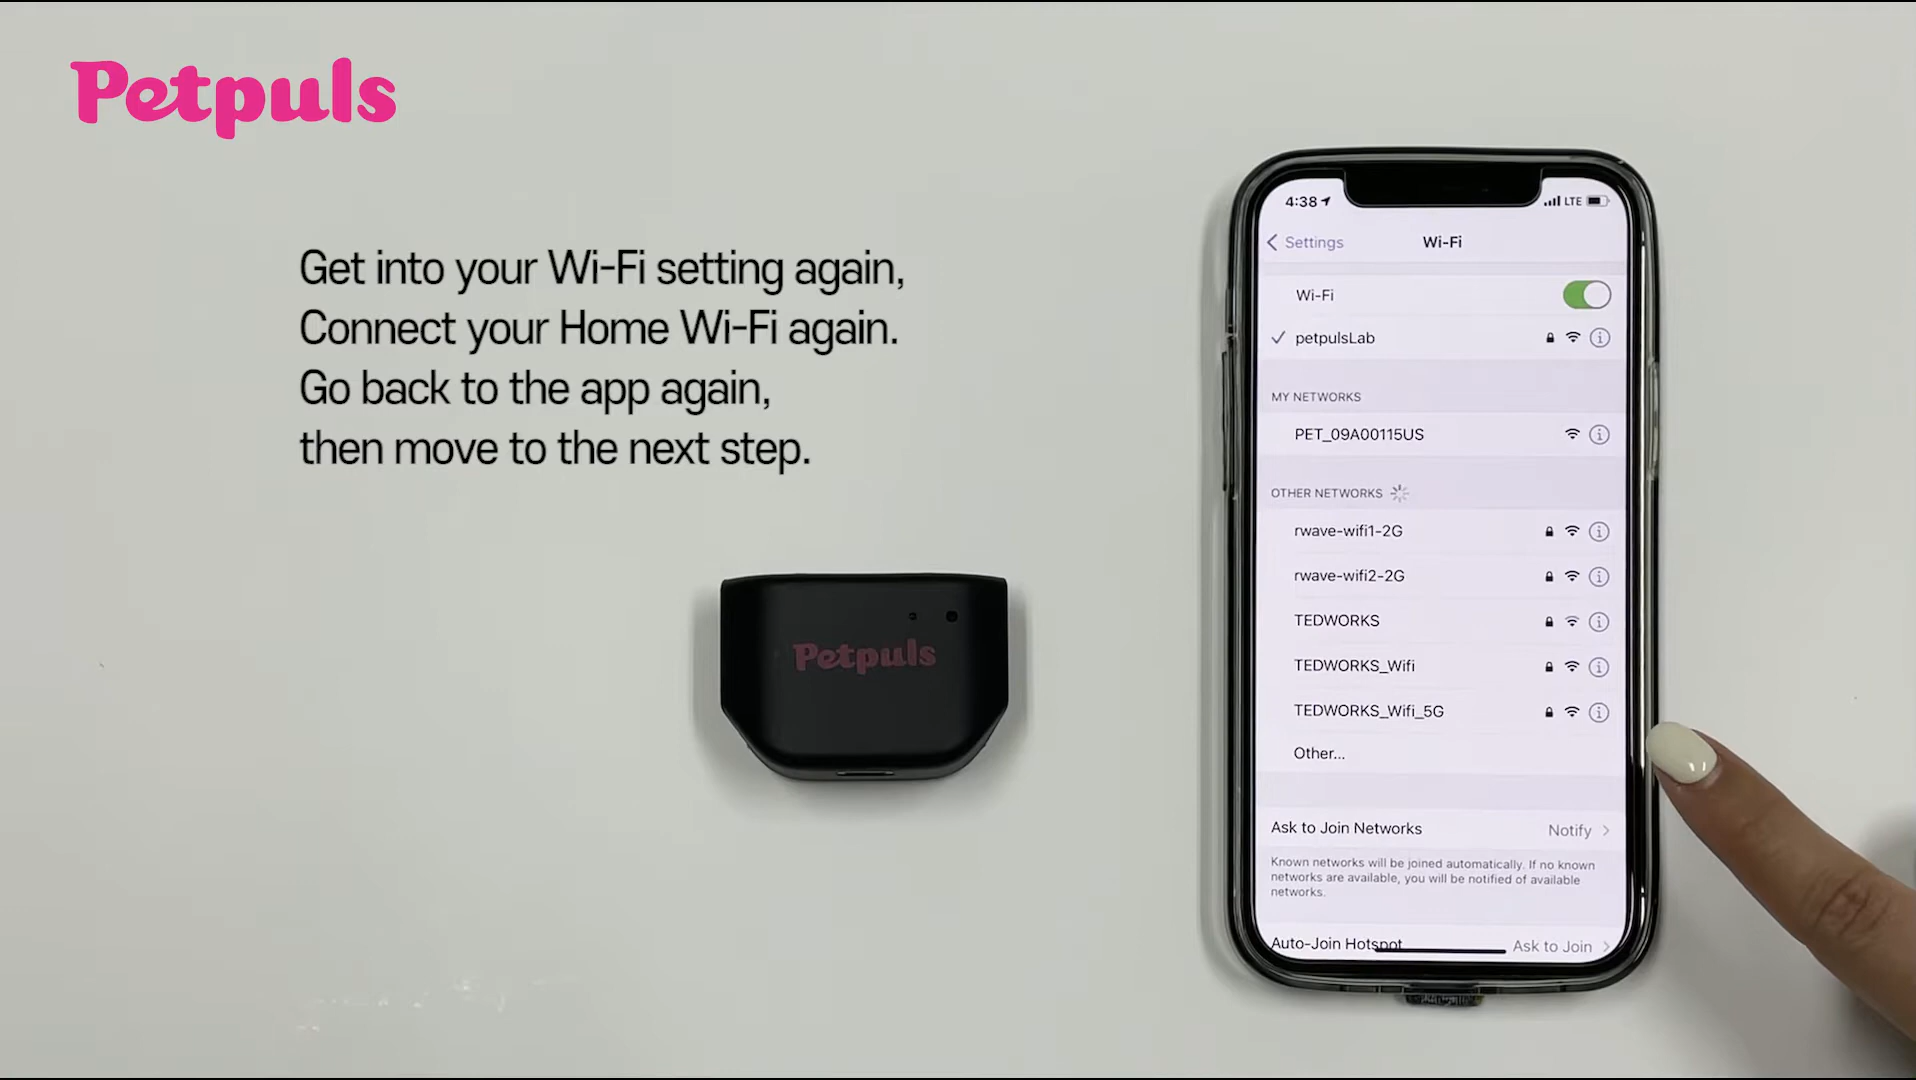 Petpuls
Get into your Wi-Fi setting again,
Connect your Home Wi-Fi again.
Go back to the app again,
then move to the next step.
Petpuls
4:38
LTE
Settings
Wi-Fi
Wi-Fi
petpulsLab
MY NETWORKS
PET_09A00115US
OTHER NETWORKS
rwave-wifi1-2G
rwave-wifi2-2G
TEDWORKS
TEDWORKS_Wifi
TEDWORKS_Wifi_5G
Other...
Ask to Join Networks Notify
Known networks will be joined automatically. If no known
networks are available, you will be notified of available
networks.
Auto-Join Hotspot Ask to Join